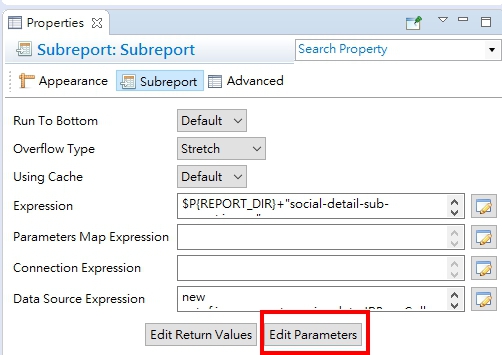 Properties
Subreport: Subreport
Search Property
Appearance Subreport Advanced
Run To Bottom Default
Overflow Type Stretch
Using Cache Default
Expression $P{REPORT_DIR}+"social-detail-sub-
Parameters Map Expression
Connection Expression
Data Source Expression new
Edit Return Values Edit Parameters